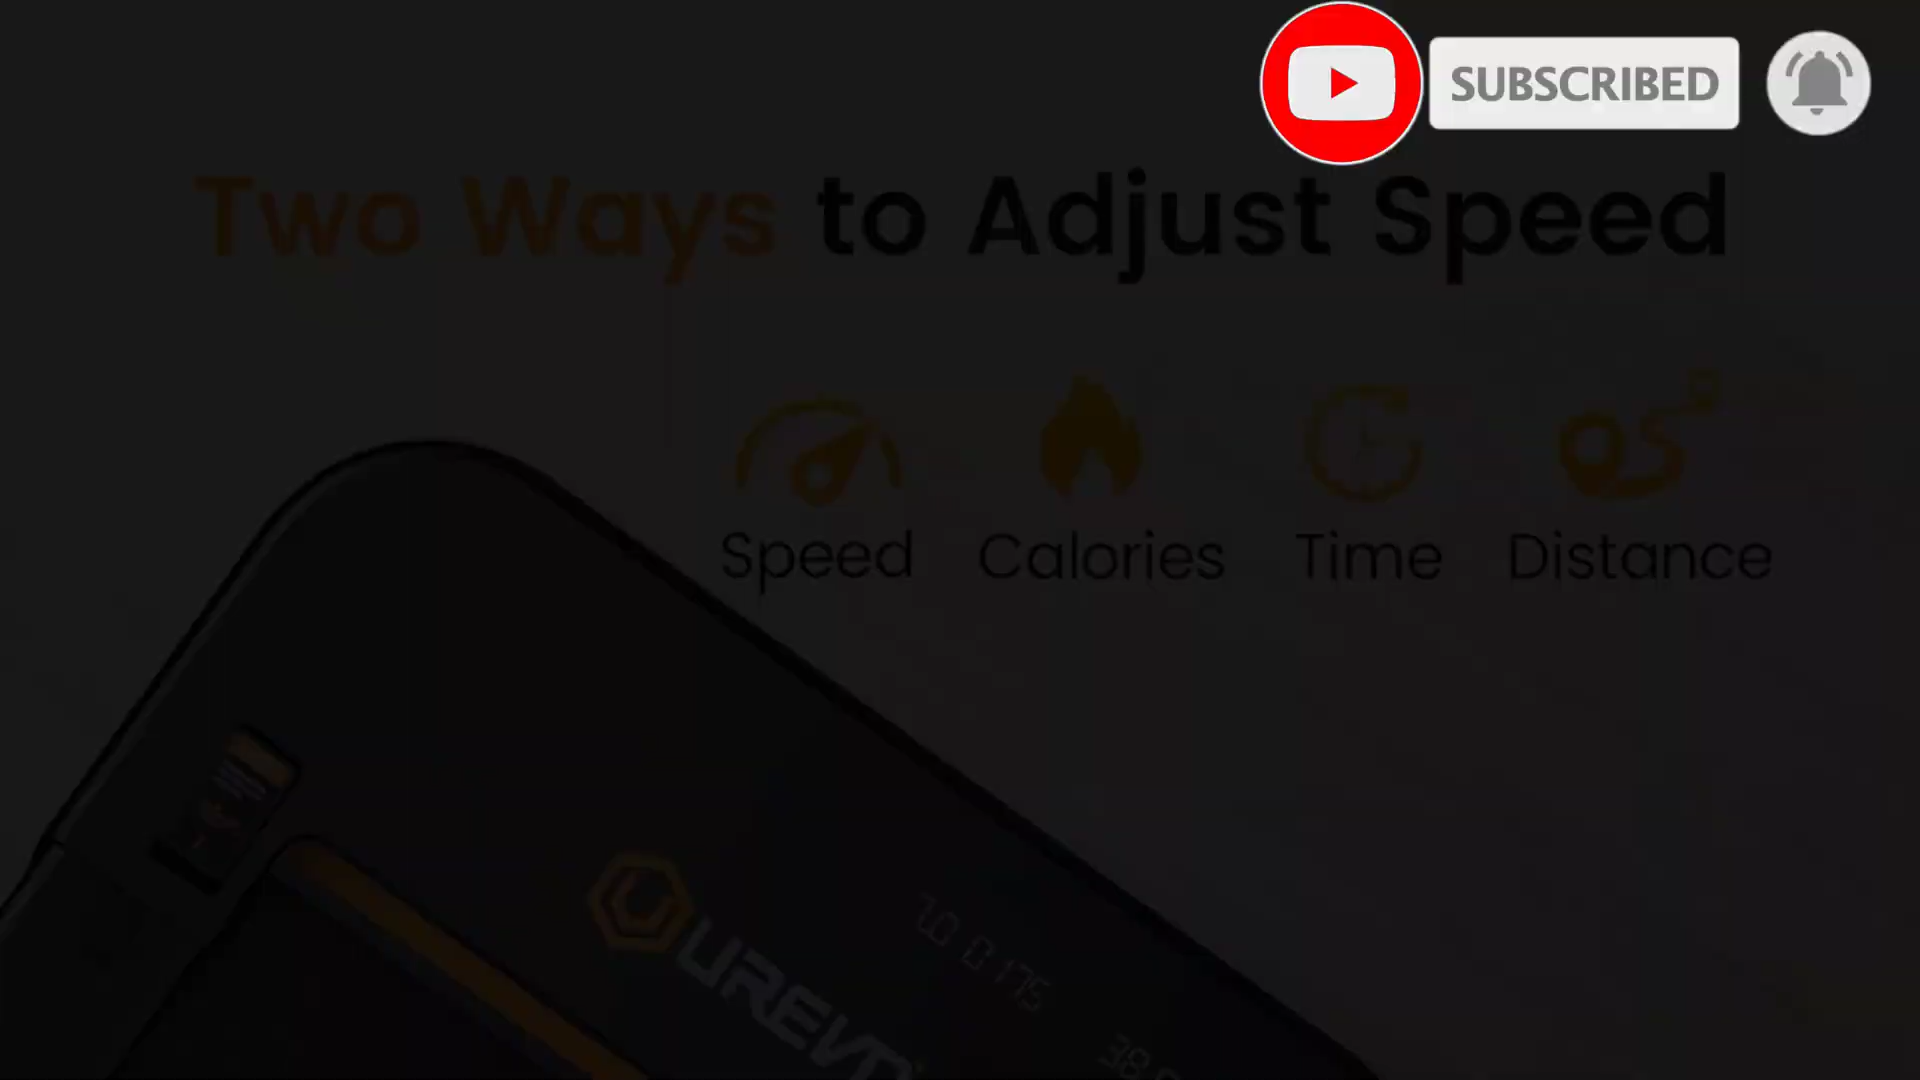 SUBSCRIBED
Two Ways to Adjust Speed
Speed Calories Time Distance
UREVO